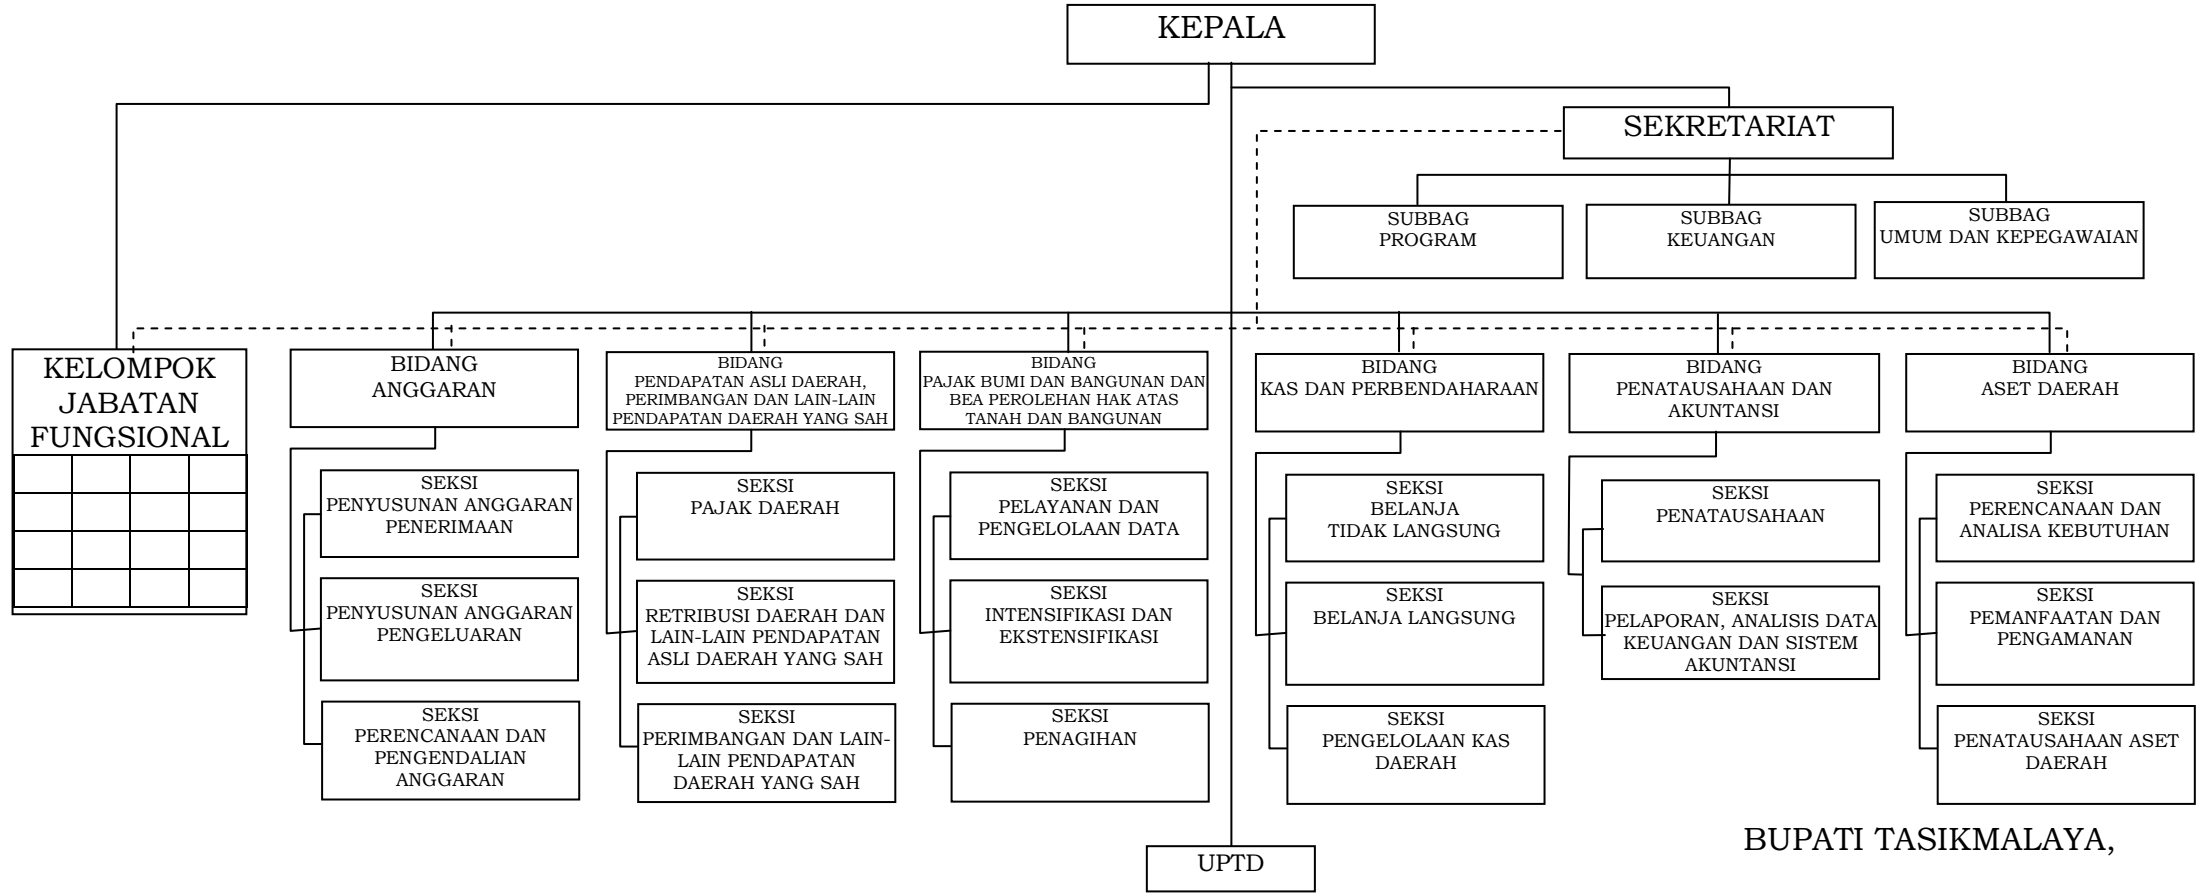 KEPALA
SEKRETARIAT
SUBBAG
PROGRAM
SUBBAG
KEUANGAN
SUBBAG
UMUM DAN KEPEGAWAIAN
KELOMPOK
JABATAN
FUNGSIONAL
BIDANG
ANGGARAN
SEKSI
PENYUSUNAN ANGGARAN
PENERIMAAN
SEKSI
PENYUSUNAN ANGGARAN
PENGELUARAN
SEKSI
PERENCANAAN DAN
PENGENDALIAN
ANGGARAN
BIDANG
PENDAPATAN ASLI DAERAH,
PERIMBANGAN DAN LAIN-LAIN
PENDAPATAN DAERAH YANG SAH
SEKSI
PAJAK DAERAH
SEKSI
RETRIBUSI DAERAH DAN
LAIN-LAIN PENDAPATAN
ASLI DAERAH YANG SAH
SEKSI
PERIMBANGAN DAN LAIN-
LAIN PENDAPATAN
DAERAH YANG SAH
BIDANG
PAJAK BUMI DAN BANGUNAN DAN
BEA PEROLEHAN HAK ATAS
TANAH DAN BANGUNAN
SEKSI
PELAYANAN DAN
PENGELOLAAN DATA
SEKSI
INTENSIFIKASI DAN
EKSTENSIFIKASI
SEKSI
PENAGIHAN
BIDANG
KAS DAN PERBENDAHARAAN
SEKSI
BELANJA
TIDAK LANGSUNG
SEKSI
BELANJA LANGSUNG
SEKSI
PENGELOLAAN KAS
DAERAH
BIDANG
PENATAUSAHAAN DAN
AKUNTANSI
SEKSI
PENATAUSAHAAN
SEKSI
PELAPORAN, ANALISIS DATA
KEUANGAN DAN SISTEM
AKUNTANSI
BIDANG
ASET DAERAH
SEKSI
PERENCANAAN DAN
ANALISA KEBUTUHAN
SEKSI
PEMANFAATAN DAN
PENGAMANAN
SEKSI
PENATAUSAHAAN ASET
DAERAH
UPTD
BUPATI TASIKMALAYA,